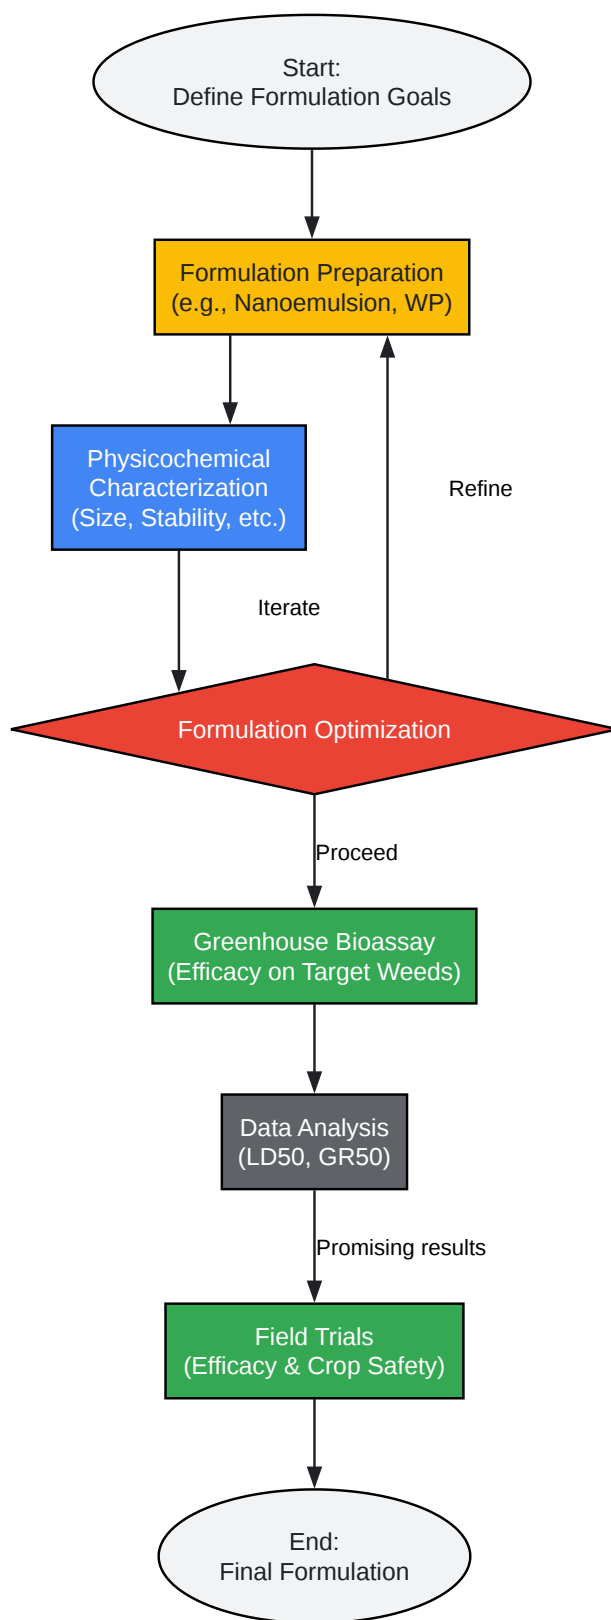 Start:
Define Formulation Goals
Formulation Preparation
(e.g., Nanoemulsion, WP)
Physicochemical
Characterization
(Size, Stability, etc.)
Refine
Iterate
Formulation Optimization
Proceed
Greenhouse Bioassay
(Efficacy on Target Weeds)
Data Analysis
(LD50, GR50)
Promising results
Field Trials
(Efficacy & Crop Safety)
End:
Final Formulation